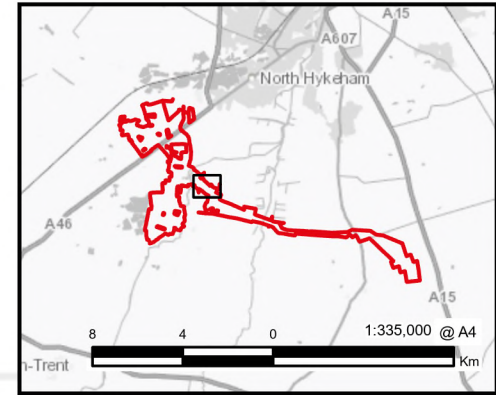 A15
A607
North Hykeham
A46
A15
8 4 0 1:335,000 @ A4
Km
n-Trent